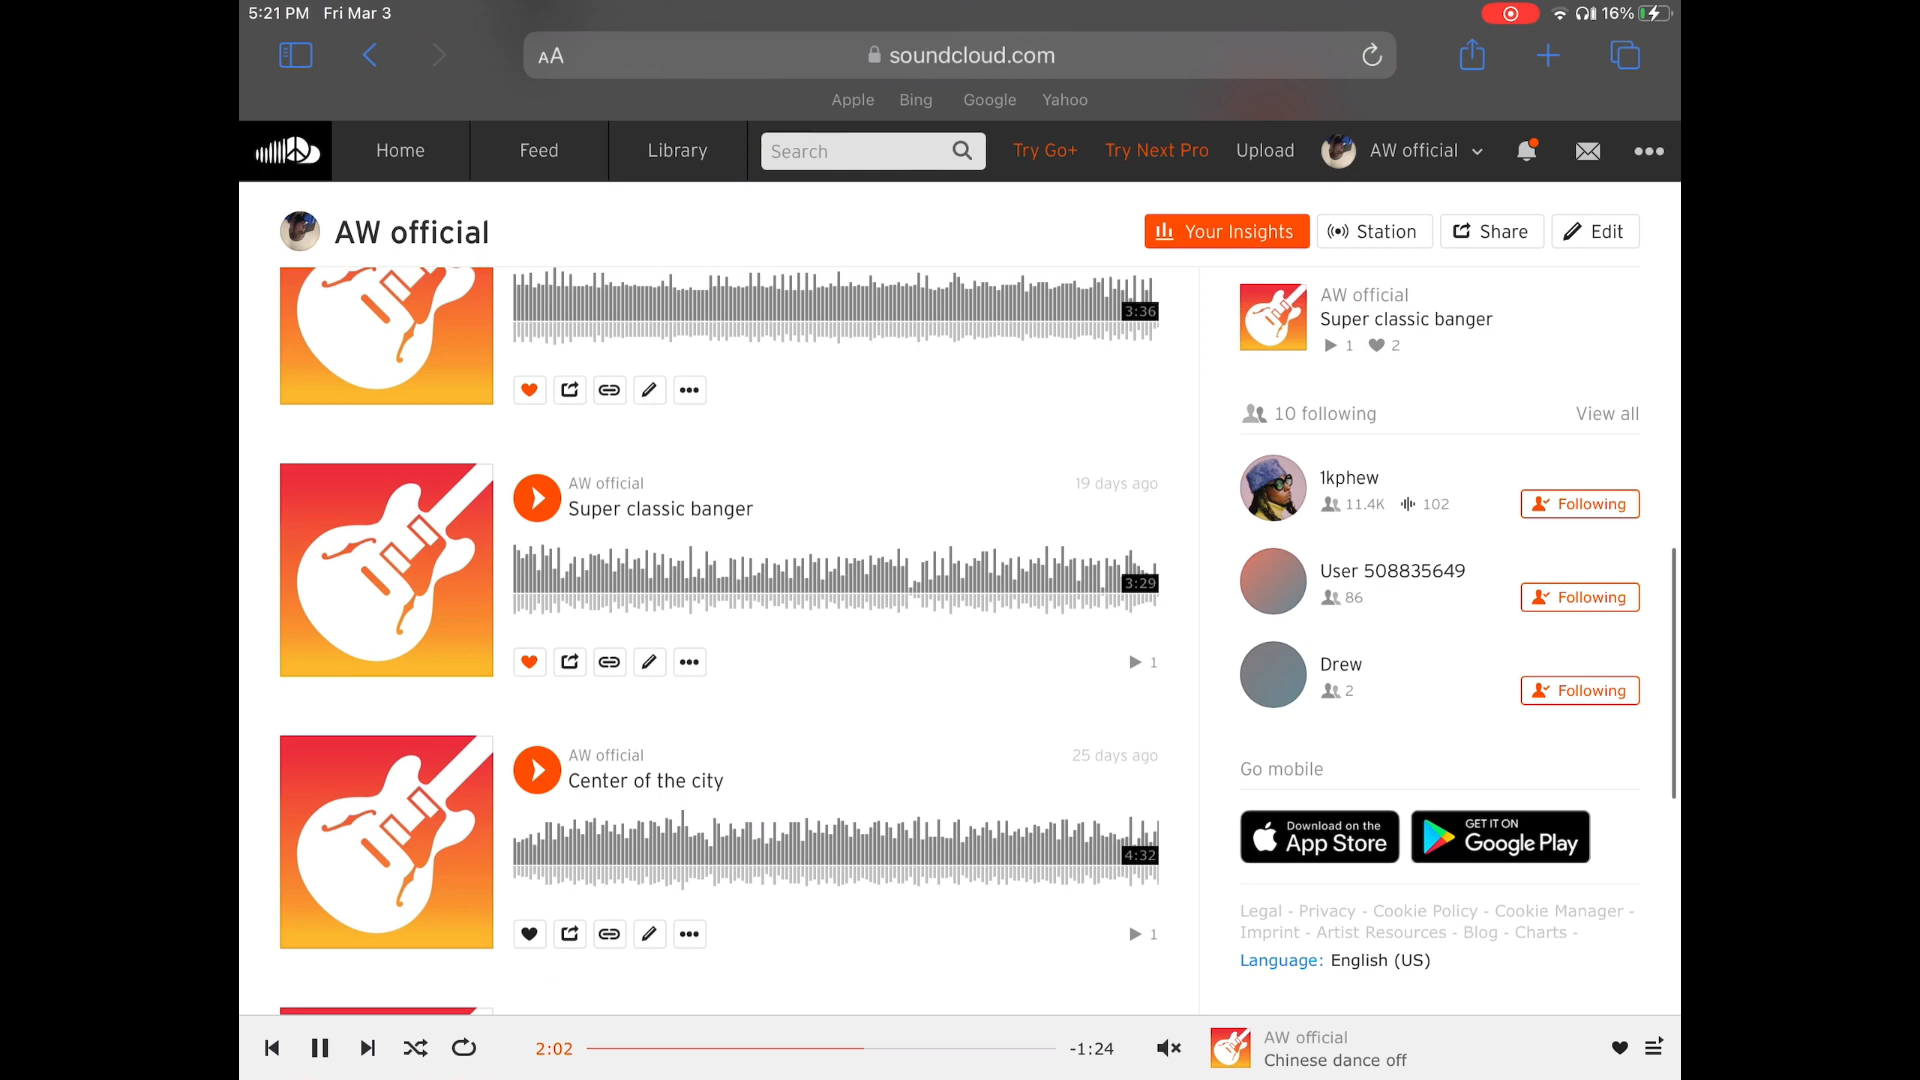 5:21 PM Fri Mar 3
16%
AA soundcloud.com
Apple Bing Google Yahoo
Home Feed Library Search Try Go+ Try Next Pro Upload AW official
AW official
Your Insights Station Share Edit
3:36
AW official
Super classic banger
1 2
10 following View all
AW official 19 days ago
Super classic banger
3:29
1
1kphew
11.4K 102
Following
User 508835649
86
Following
Drew
2
Following
AW official 25 days ago
Center of the city
4:32
1
Go mobile
Download on the
App Store
GET IT ON
Google Play
Legal - Privacy - Cookie Policy - Cookie Manager -
Imprint - Artist Resources - Blog - Charts -
Language: English (US)
2:02 -1:24
AW official
Chinese dance off